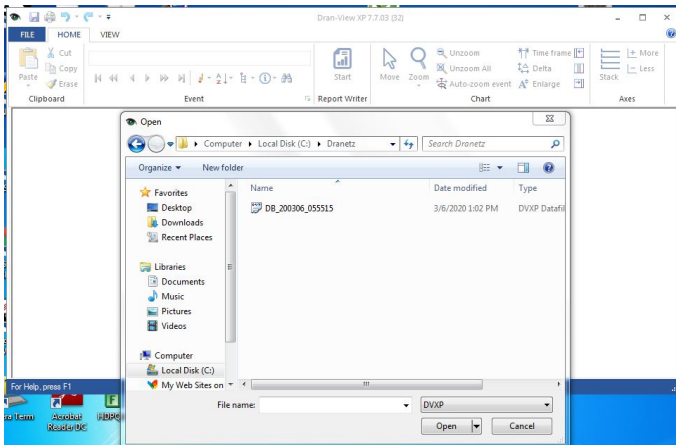 Dran-View XP 7.7.03 (32)
FILE HOME VIEW
Cut
Copy
Erase
Paste
Clipboard
Event
Start
Report Writer
Move
Zoom
Unzoom
Unzoom All
Auto-zoom event
Time frame
Delta
Enlarge
Chart
Stack
More
Less
Axes
Open
Computer Local Disk (C:) Dranetz
Search Dranetz
Organize New folder
Name Date modified Type
DB_200306_055515 3/6/2020 1:02 PM DVXP Datafil
Favorites
Desktop
Downloads
Recent Places
Libraries
Documents
Music
Pictures
Videos
Computer
Local Disk (C:)
My Web Sites on
File name: DVXP
Open Cancel
For Help, press F1
ra Term
Acrobat
Reader DC